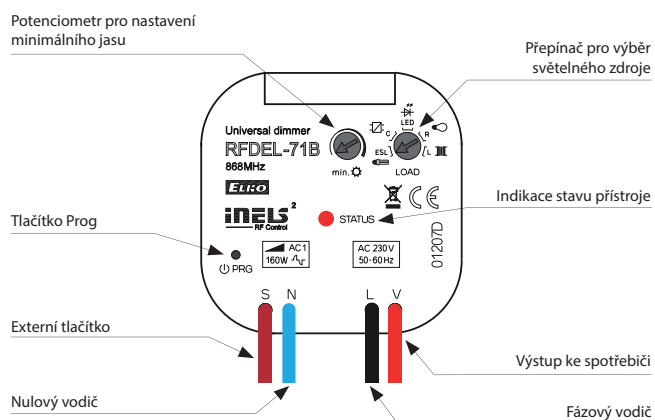 Potenciometr pro nastavení
minimálního jasu
Přepínač pro výběr
světelného zdroje
Universal dimmer
RFDEL-71B
868MHz
LED
C
R
ESL
L
min.
LOAD
ELKO
iNELS²
RF Control
STATUS
Indikace stavu přístroje
Tlačítko Prog
PRG
AC1
160W
AC 230V
50-60Hz
01207D
S N L V
Externí tlačítko
Výstup ke spotřebiči
Nulový vodič
Fázový vodič